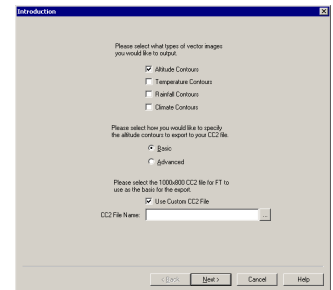 Introduction
Please select what types of vector images
you would like to output.
Altitude Contours
Temperature Contours
Rainfall Contours
Climate Contours
Please select how you would like to specify
the altitude contours to export to your CC2 file.
Basic
Advanced
Please select the 1000x800 CC2 file for FT to
use as the basis for the export.
Use Custom CC2 File
CC2 File Name:
...
< Back
Next >
Cancel
Help